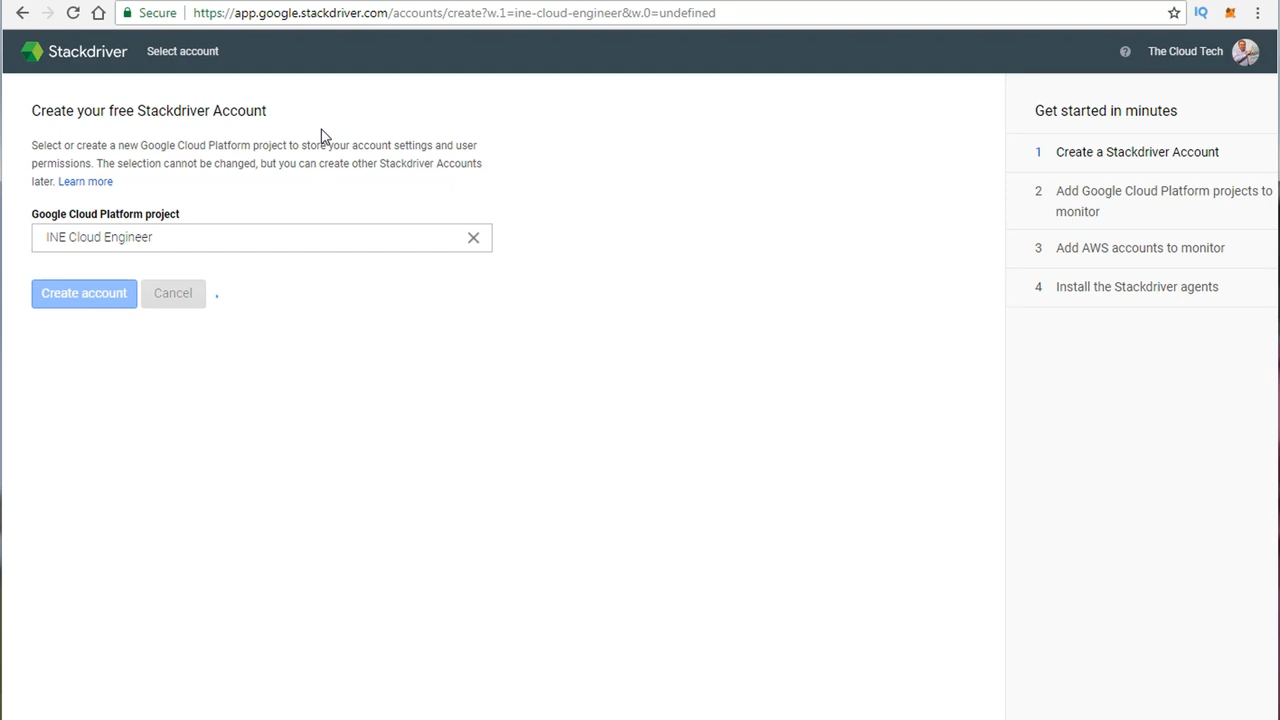 Secure
https://app.google.stackdriver.com/accounts/create?w.1=ine-cloud-engineer&w.0=undefined
IQ
Stackdriver
Select account
?
The Cloud Tech
Create your free Stackdriver Account
Select or create a new Google Cloud Platform project to store your account settings and user
permissions. The selection cannot be changed, but you can create other Stackdriver Accounts
later. Learn more
Google Cloud Platform project
INE Cloud Engineer
Create account
Cancel
Get started in minutes
1 Create a Stackdriver Account
2 Add Google Cloud Platform projects to
monitor
3 Add AWS accounts to monitor
4 Install the Stackdriver agents